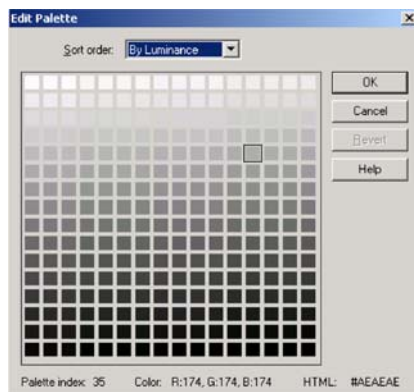 Edit Palette
Sort order: By Luminance
OK
Cancel
Revert
Help
Palette index: 35 Color: R:174, G:174, B:174 HTML: #AEAEAE